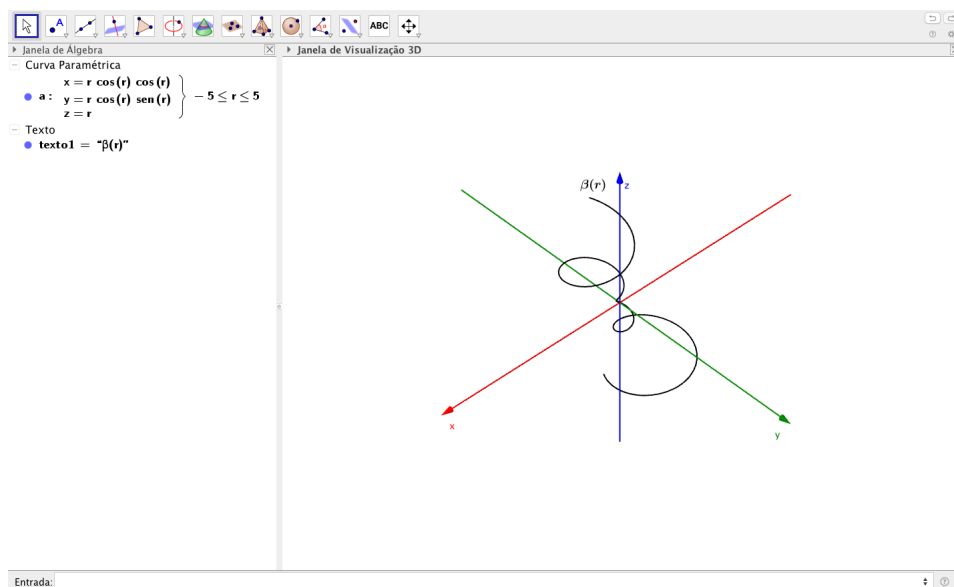 ABC
Janela de Álgebra
Janela de Visualização 3D
Curva Paramétrica
x = r cos (r) cos (r)
a : y = r cos (r) sen (r) } − 5 ≤ r ≤ 5
z = r
Texto
texto1 = “β(r)”
β(r)
z
x
y
Entrada: